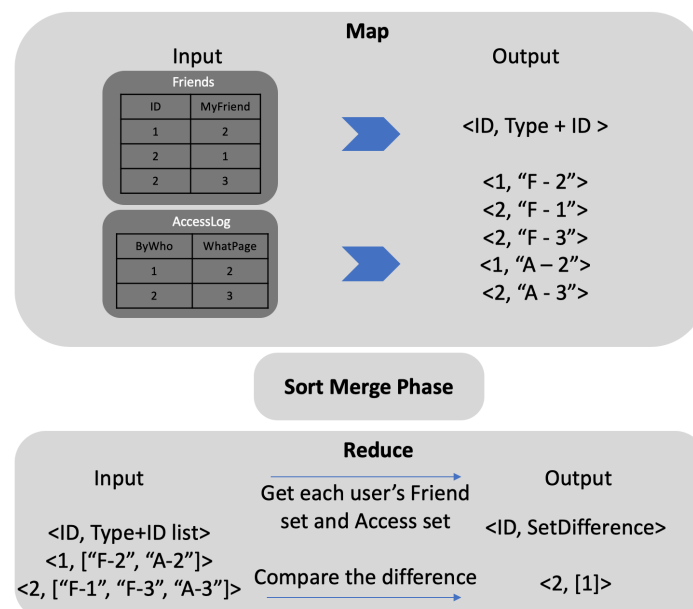 Map
Input
Output
Friends
ID MyFriend
1 2
2 1
2 3
<ID, Type + ID >
<1, “F - 2”>
<2, “F - 1”>
<2, “F - 3”>
<1, “A – 2”>
<2, “A - 3”>
AccessLog
ByWho WhatPage
1 2
2 3
Sort Merge Phase
Reduce
Input
Output
Get each user’s Friend
set and Access set
<ID, Type+ID list>
<1, [“F-2”, “A-2”]>
<2, [“F-1”, “F-3”, “A-3”]>
Compare the difference
<ID, SetDifference>
<2, [1]>